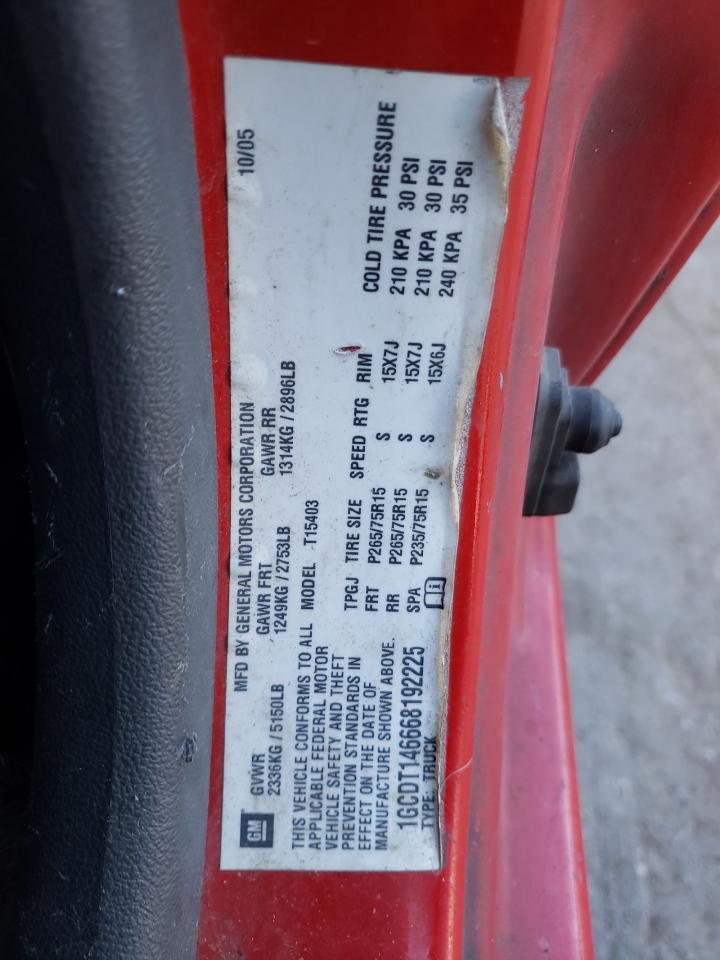 GM
MFD BY GENERAL MOTORS CORPORATION 10/05
GVWR GAWR FRT GAWR RR
2336KG / 5150LB 1249KG / 2753LB 1314KG / 2896LB
THIS VEHICLE CONFORMS TO ALL MODEL T15403
APPLICABLE FEDERAL MOTOR
VEHICLE SAFETY AND THEFT
PREVENTION STANDARDS IN
EFFECT ON THE DATE OF
MANUFACTURE SHOWN ABOVE.
1GCDT146668192225
TYPE: TRUCK
TPGJ TIRE SIZE SPEED RTG RIM COLD TIRE PRESSURE
FRT P265/75R15 S 15X7J 210 KPA 30 PSI
RR P265/75R15 S 15X7J 210 KPA 30 PSI
SPA P235/75R15 S 15X6J 240 KPA 35 PSI